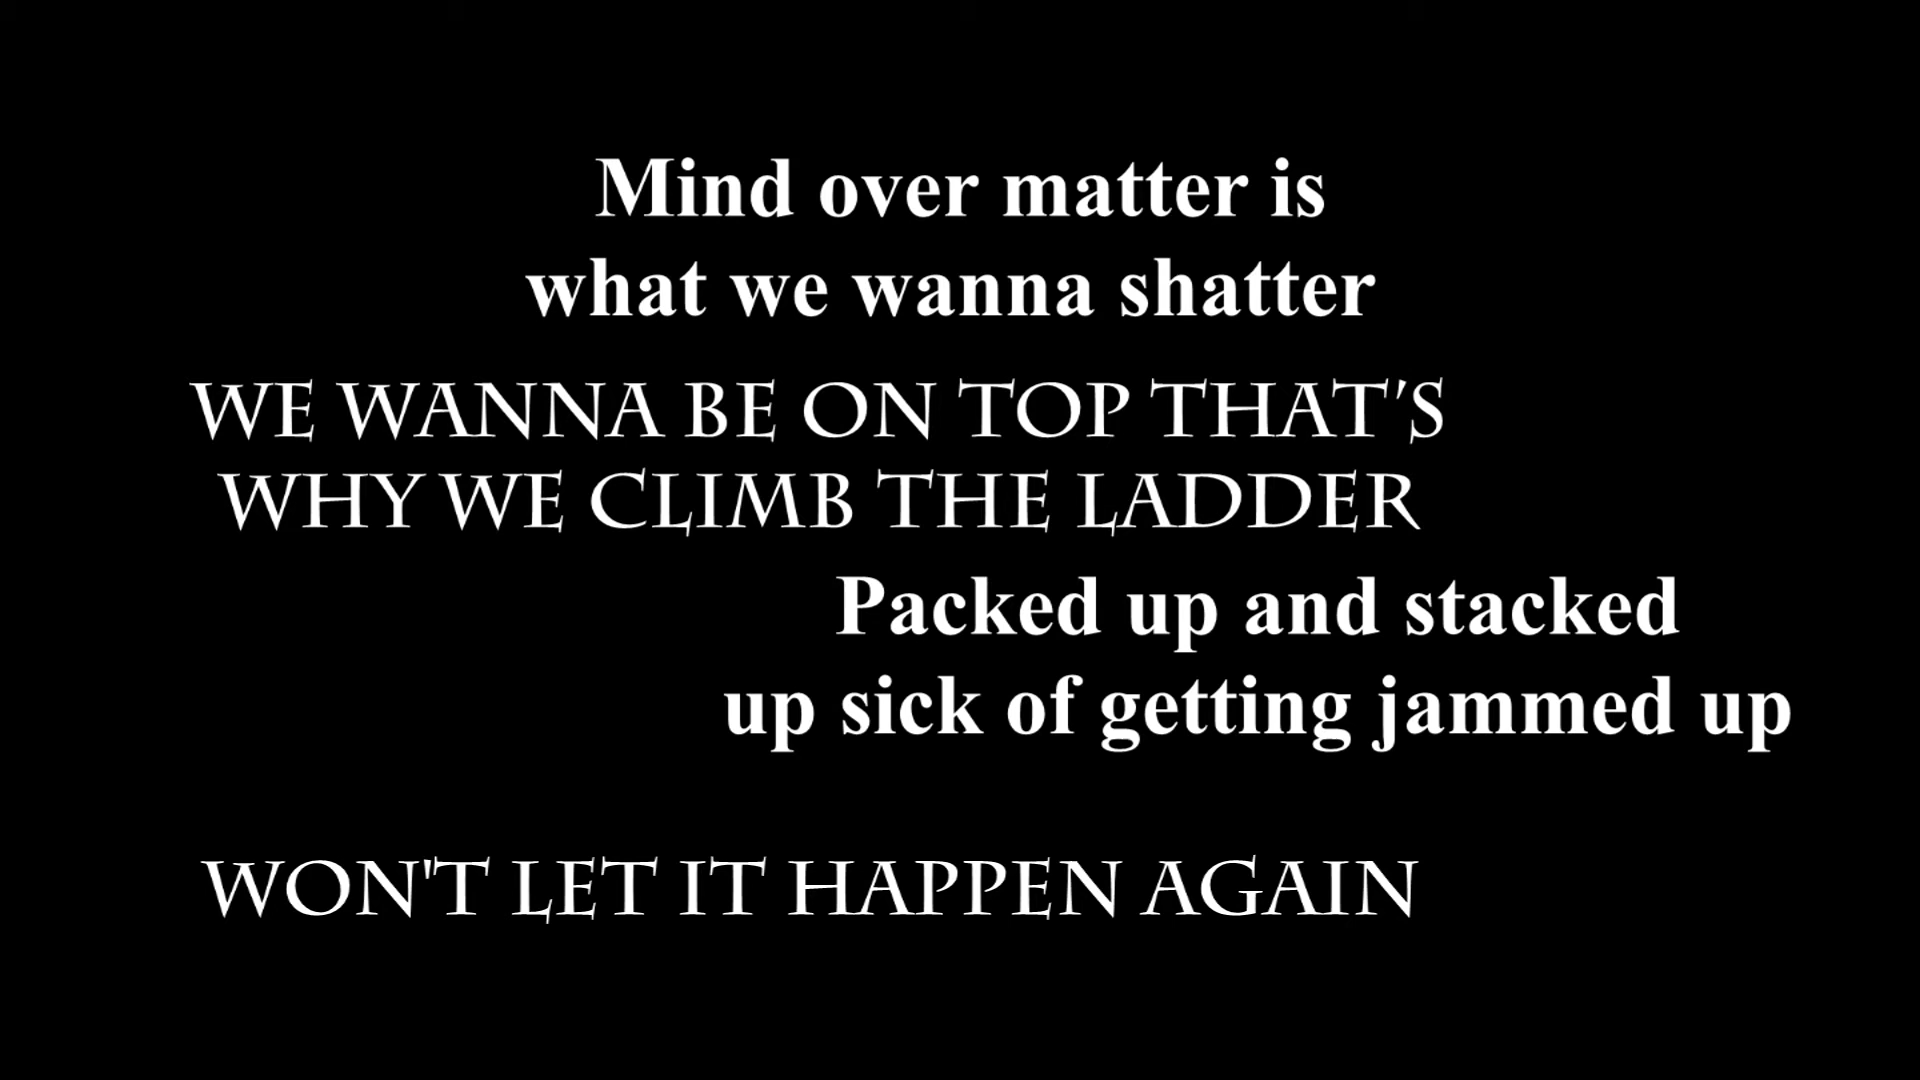 Mind over matter is
what we wanna shatter
WE WANNA BE ON TOP THAT'S
WHY WE CLIMB THE LADDER
Packed up and stacked
up sick of getting jammed up
WON'T LET IT HAPPEN AGAIN